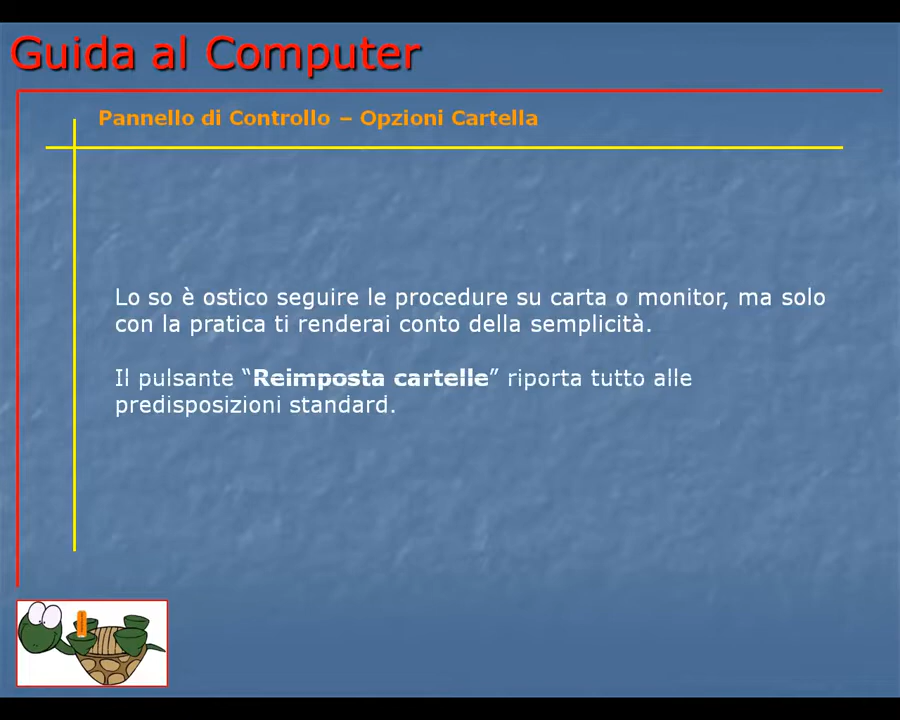 Guida al Computer
Pannello di Controllo – Opzioni Cartella
Lo so è ostico seguire le procedure su carta o monitor, ma solo
con la pratica ti renderai conto della semplicità.
Il pulsante “Reimposta cartelle” riporta tutto alle
predisposizioni standard.